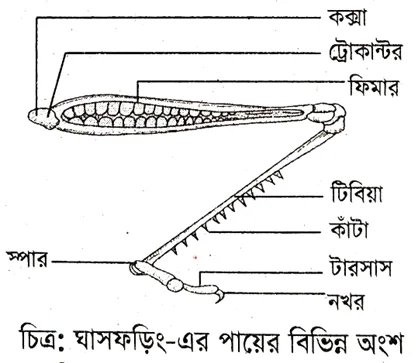 কক্সা
ট্রোকান্টর
ফিমার
টিবিয়া
কাঁটা
স্পার
টারসাস
নখর
চিত্র: ঘাসফড়িং-এর পায়ের বিভিন্ন অংশ